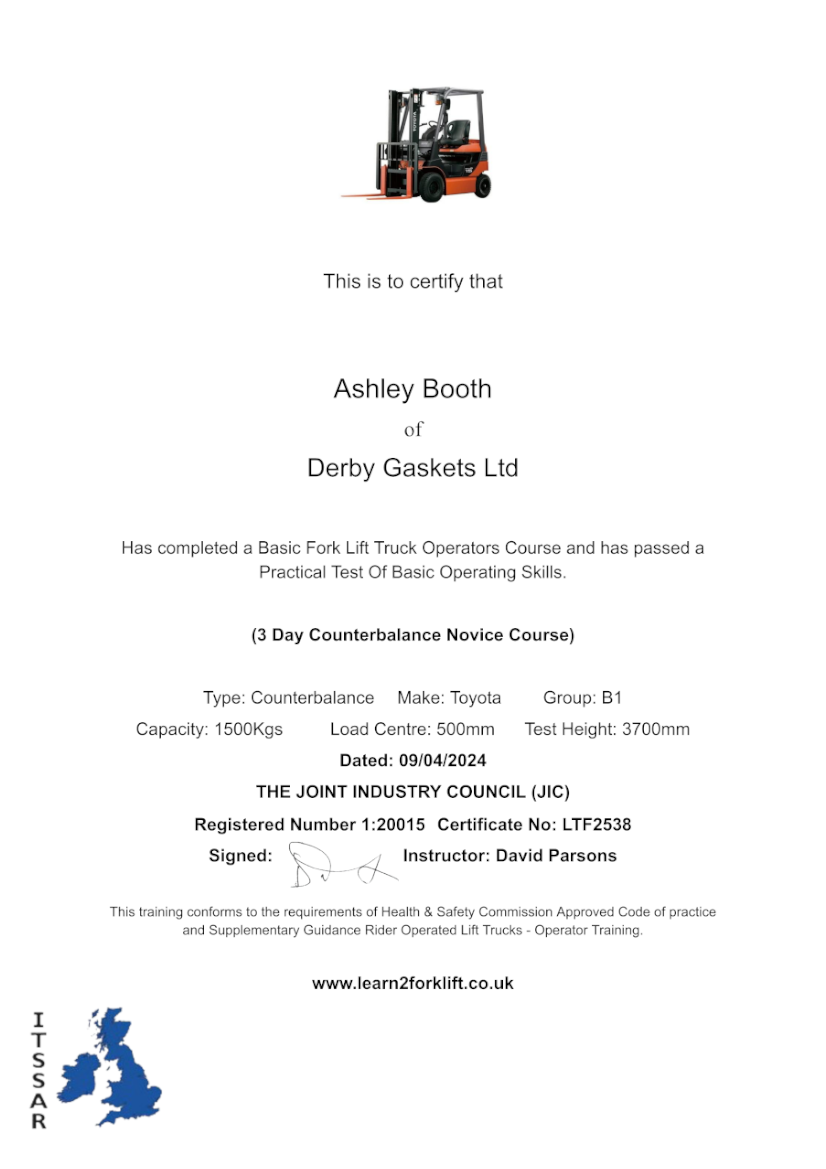 TOYOTA
This is to certify that
Ashley Booth
of
Derby Gaskets Ltd
Has completed a Basic Fork Lift Truck Operators Course and has passed a
Practical Test Of Basic Operating Skills.
(3 Day Counterbalance Novice Course)
Type: Counterbalance Make: Toyota Group: B1
Capacity: 1500Kgs Load Centre: 500mm Test Height: 3700mm
Dated: 09/04/2024
THE JOINT INDUSTRY COUNCIL (JIC)
Registered Number 1:20015 Certificate No: LTF2538
Signed: Instructor: David Parsons
This training conforms to the requirements of Health & Safety Commission Approved Code of practice
and Supplementary Guidance Rider Operated Lift Trucks - Operator Training.
www.learn2forklift.co.uk
ITSSAR